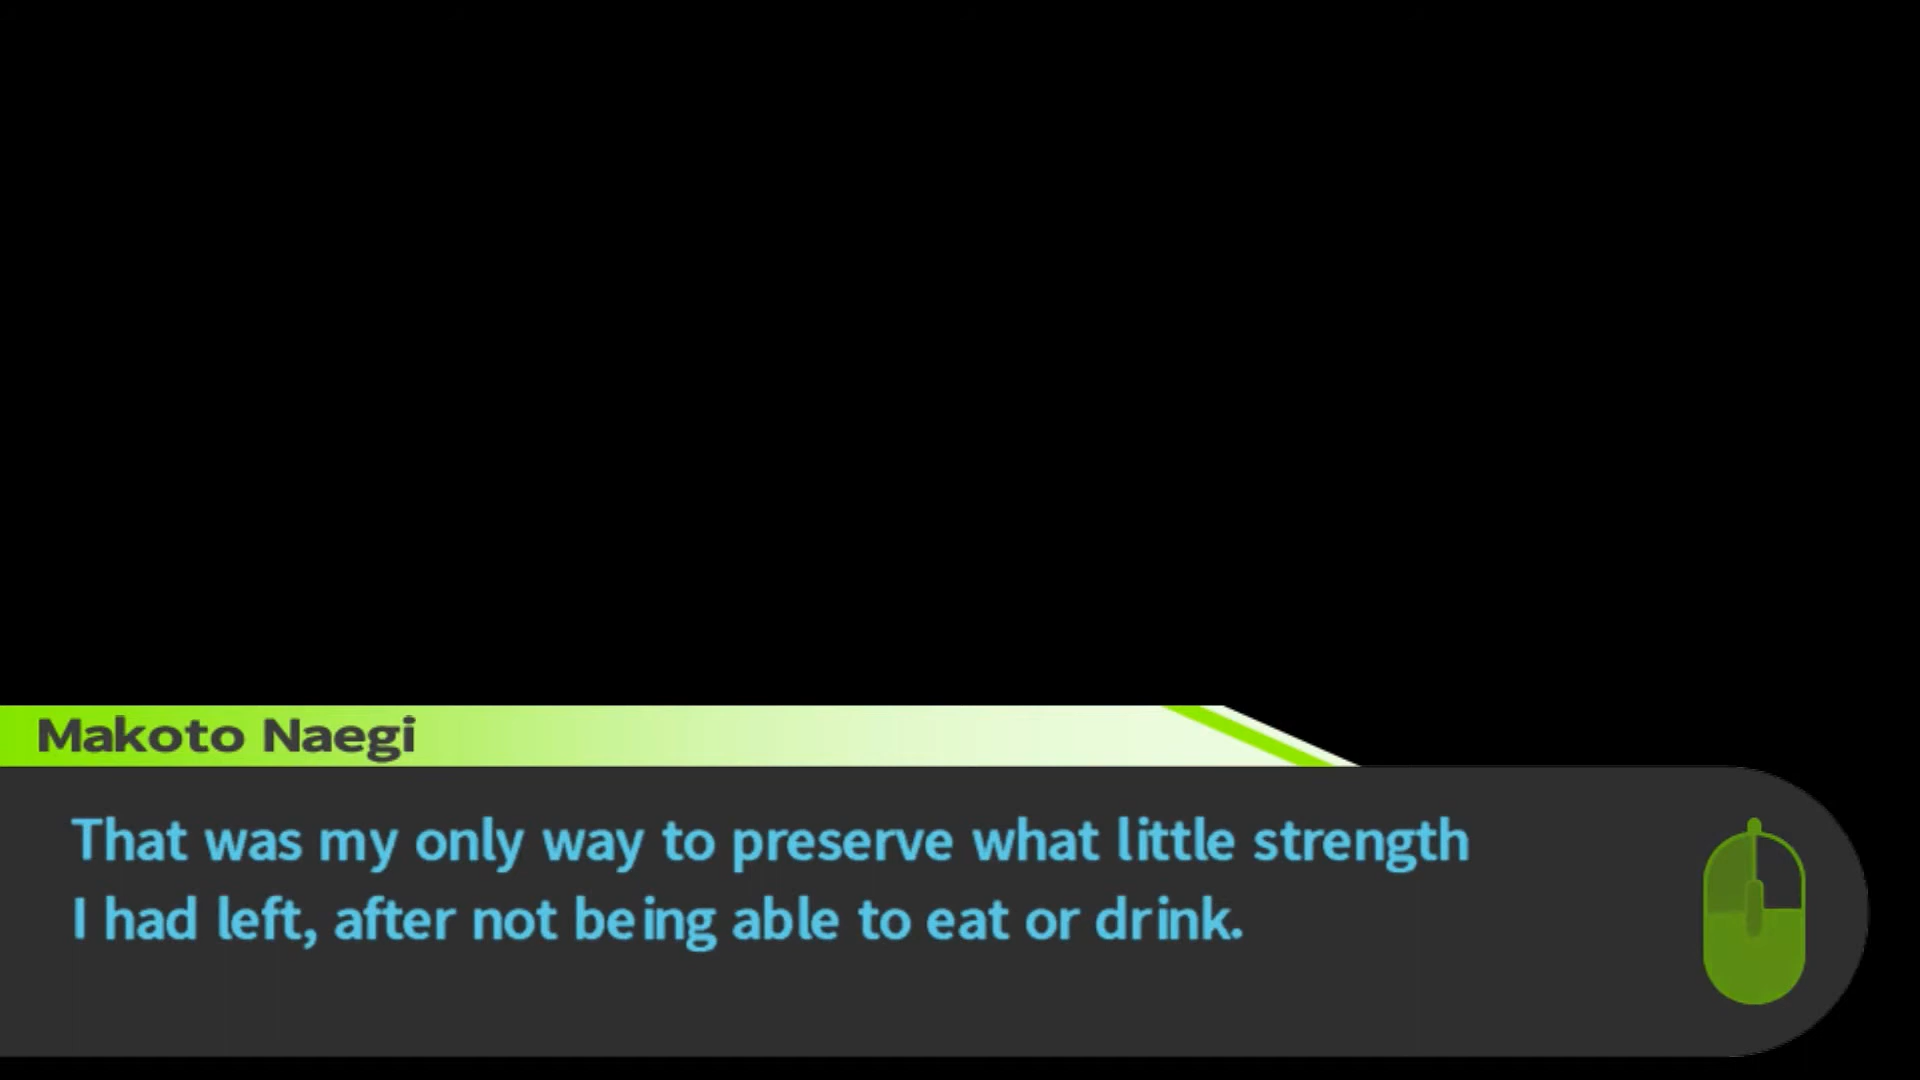 Makoto Naegi
That was my only way to preserve what little strength
I had left, after not being able to eat or drink.